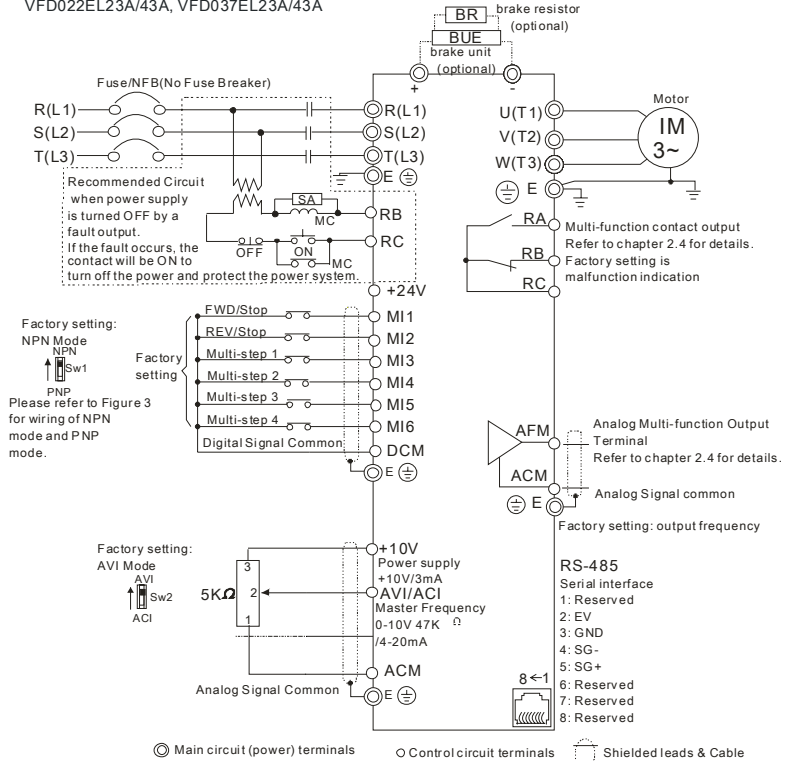 VFD022EL23A/43A, VFD037EL23A/43A
BR
brake resistor
(optional)
BUE
brake unit
(optional)
+
-
Fuse/NFB(No Fuse Breaker)
R(L1)
S(L2)
T(L3)
R(L1)
S(L2)
T(L3)
E
U(T1)
V(T2)
W(T3)
E
Motor
IM
3~
Recommended Circuit
when power supply
is turned OFF by a
fault output.
If the fault occurs, the
contact will be ON to
turn off the power and protect the power system.
SA
MC
OFF
ON
MC
RB
RC
RA
RB
RC
Multi-function contact output
Refer to chapter 2.4 for details.
Factory setting is
malfunction indication
+24V
Factory setting:
NPN Mode
NPN
Sw1
PNP
Please refer to Figure 3
for wiring of NPN
mode and PNP
mode.
Factory
setting
FWD/Stop
REV/Stop
Multi-step 1
Multi-step 2
Multi-step 3
Multi-step 4
Digital Signal Common
MI1
MI2
MI3
MI4
MI5
MI6
DCM
E
AFM
ACM
E
Analog Multi-function Output
Terminal
Refer to chapter 2.4 for details.
Analog Signal common
Factory setting: output frequency
Factory setting:
AVI Mode
AVI
Sw2
ACI
5KΩ
3
2
1
+10V
Power supply
+10V/3mA
AVI/ACI
Master Frequency
0-10V 47K Ω
/4-20mA
ACM
Analog Signal Common
E
RS-485
Serial interface
1: Reserved
2: EV
3: GND
4: SG-
5: SG+
6: Reserved
7: Reserved
8: Reserved
8←1
Main circuit (power) terminals
Control circuit terminals
Shielded leads & Cable